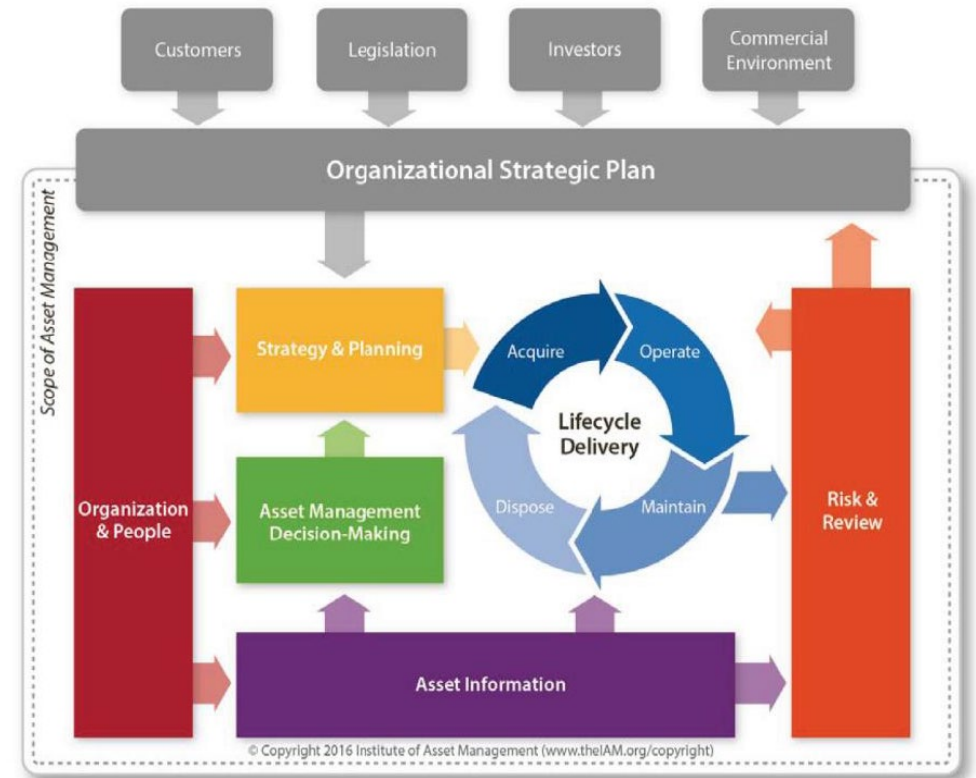 Customers
Legislation
Investors
Commercial
Environment
Organizational Strategic Plan
Scope of Asset Management
Strategy & Planning
Acquire
Operate
Lifecycle
Delivery
Organization
& People
Asset Management
Decision-Making
Dispose
Maintain
Risk &
Review
Asset Information
© Copyright 2016 Institute of Asset Management (www.theIAM.org/copyright)